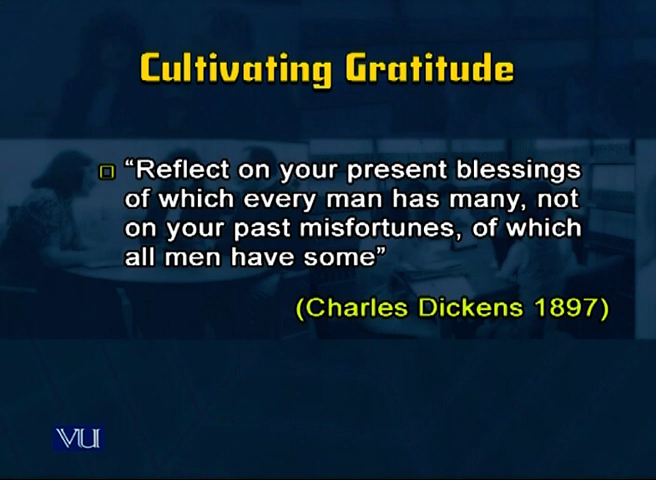 Cultivating Gratitude
“Reflect on your present blessings
of which every man has many, not
on your past misfortunes, of which
all men have some”
(Charles Dickens 1897)
VU